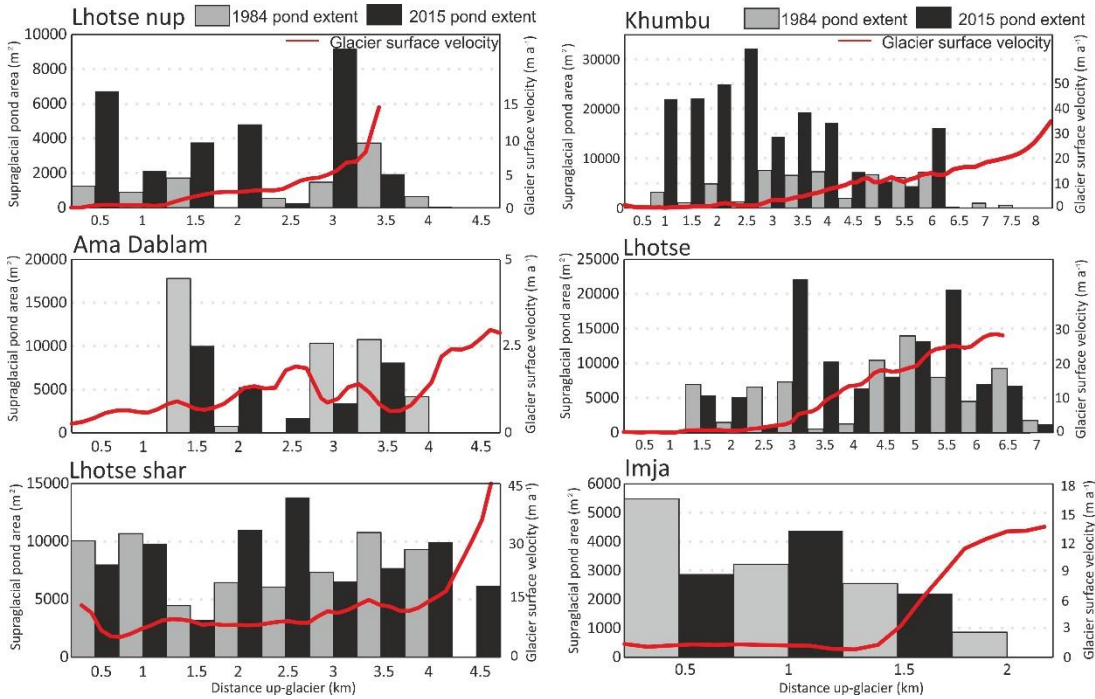 Lhotse nup
1984 pond extent
2015 pond extent
Glacier surface velocity
Supraglacial pond area (m²)
10000
8000
6000
4000
2000
0
0.5 1 1.5 2 2.5 3 3.5 4 4.5
15
10
5
0
Glacier surface velocity (m a⁻¹)
Khumbu
1984 pond extent
2015 pond extent
Glacier surface velocity
Supraglacial pond area (m²)
30000
20000
10000
0
0.5 1 1.5 2 2.5 3 3.5 4 4.5 5 5.5 6 6.5 7 7.5 8
50
40
30
20
10
0
Glacier surface velocity (m a⁻¹)
Ama Dablam
Supraglacial pond area (m²)
20000
15000
10000
5000
0
0.5 1 1.5 2 2.5 3 3.5 4 4.5
5
2.5
0
Glacier surface velocity (m a⁻¹)
Lhotse
Supraglacial pond area (m²)
25000
20000
15000
10000
5000
0
0.5 1 1.5 2 2.5 3 3.5 4 4.5 5 5.5 6 6.5 7
30
20
10
0
Glacier surface velocity (m a⁻¹)
Lhotse shar
Supraglacial pond area (m²)
15000
10000
5000
0
0.5 1 1.5 2 2.5 3 3.5 4 4.5
Distance up-glacier (km)
45
30
15
0
Glacier surface velocity (m a⁻¹)
Imja
Supraglacial pond area (m²)
6000
5000
4000
3000
2000
1000
0
0.5 1 1.5 2
Distance up-glacier (km)
18
15
12
9
6
3
0
Glacier surface velocity (m a⁻¹)